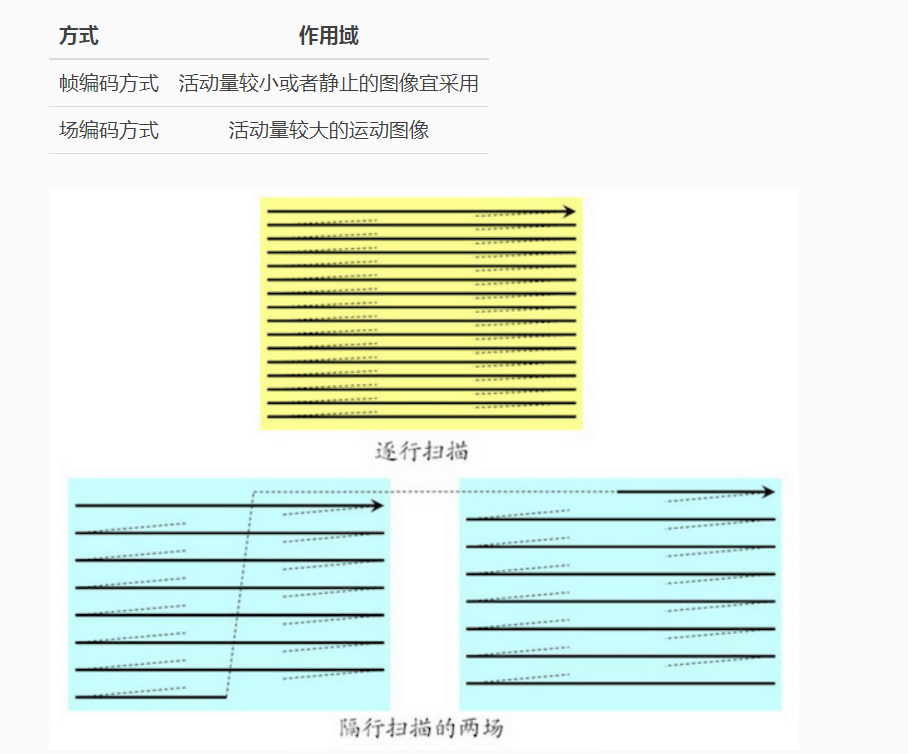 方式 作用域
帧编码方式 活动量较小或者静止的图像宜采用
场编码方式 活动量较大的运动图像
逐行扫描
隔行扫描的两场